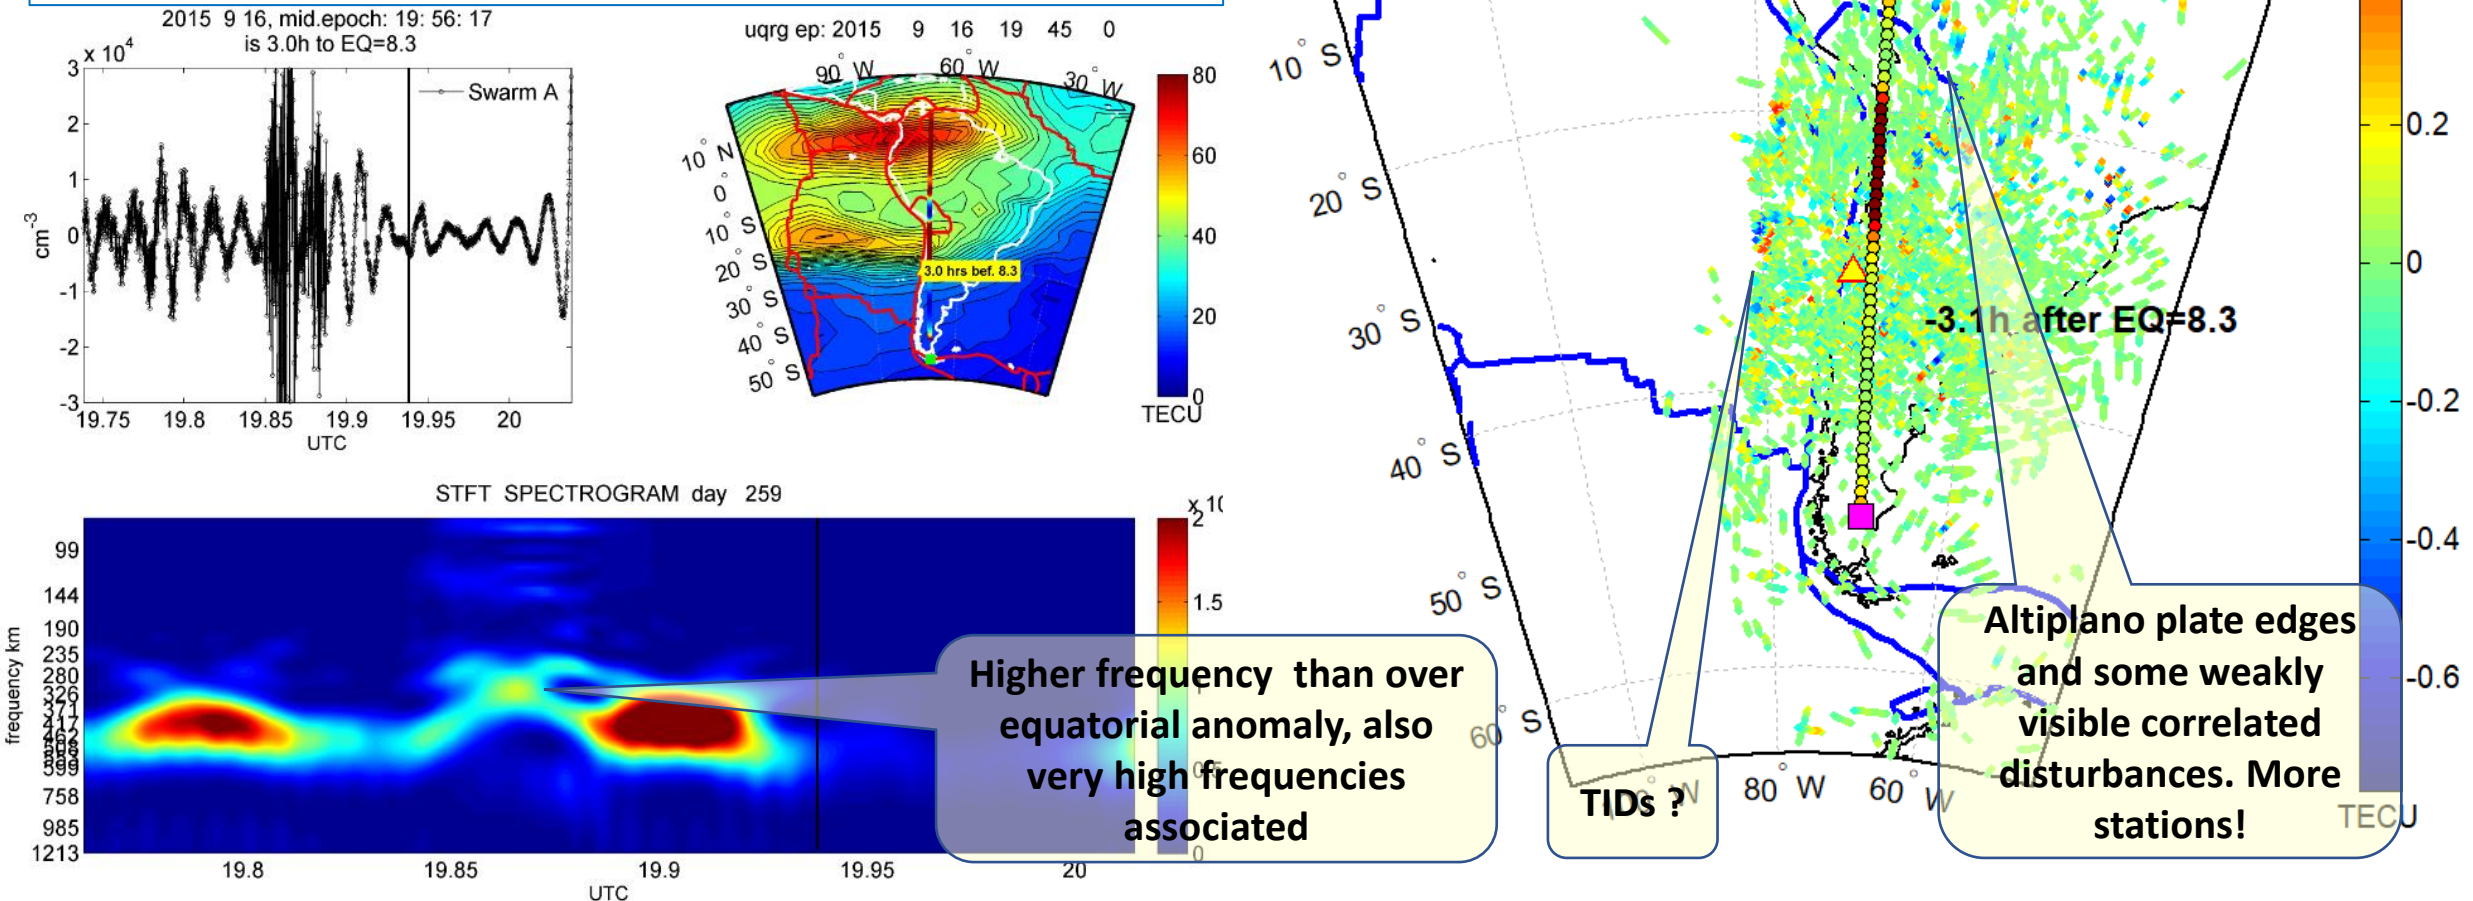 2015 9 16, mid.epoch: 19: 56: 17
is 3.0h to EQ=8.3
x 10^4
3
2
1
0
-1
-2
-3
cm^-3
Swarm A
19.75 19.8 19.85 19.9 19.95 20
UTC
uqrg ep: 2015 9 16 19 45 0
90° W 60° W 30° W
10° N
0°
10° S
20° S
30° S
40° S
50° S
3.0 hrs bef. 8.3
80
60
40
20
0
TECU
STFT SPECTROGRAM day 259
frequency km
99
144
190
235
280
326
371
417
462
508
599
758
985
1213
19.8 19.85 19.9 19.95 20
UTC
2
1.5
0
Higher frequency than over
equatorial anomaly, also
very high frequencies
associated
10° S
20° S
30° S
40° S
50° S
60° S
80° W 60° W
-3.1h after EQ=8.3
TIDs ?
Altiplano plate edges
and some weakly
visible correlated
disturbances. More
stations!
0.2
0
-0.2
-0.4
-0.6
TECU